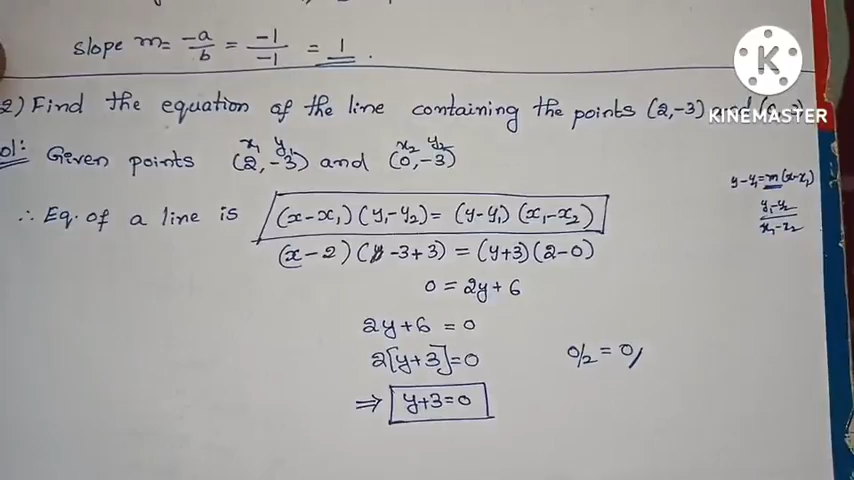 slope m = -a/b = -1/-1 = 1.
2) Find the equation of the line containing the points (2,-3) and
K
KINEMASTER
ol: Given points (2,-3) and (0,-3)
x₁ y₁ x₂ y₂
y-y₁=m(x-x₁)
y₁-y₂/x₁-x₂
∴ Eq. of a line is (x-x₁)(y₁-y₂)=(y-y₁)(x₁-x₂)
(x-2)(-3+3)=(y+3)(2-0)
0 = 2y+6
2y+6 = 0
2[y+3]=0
0/2 = 0
⇒ y+3=0